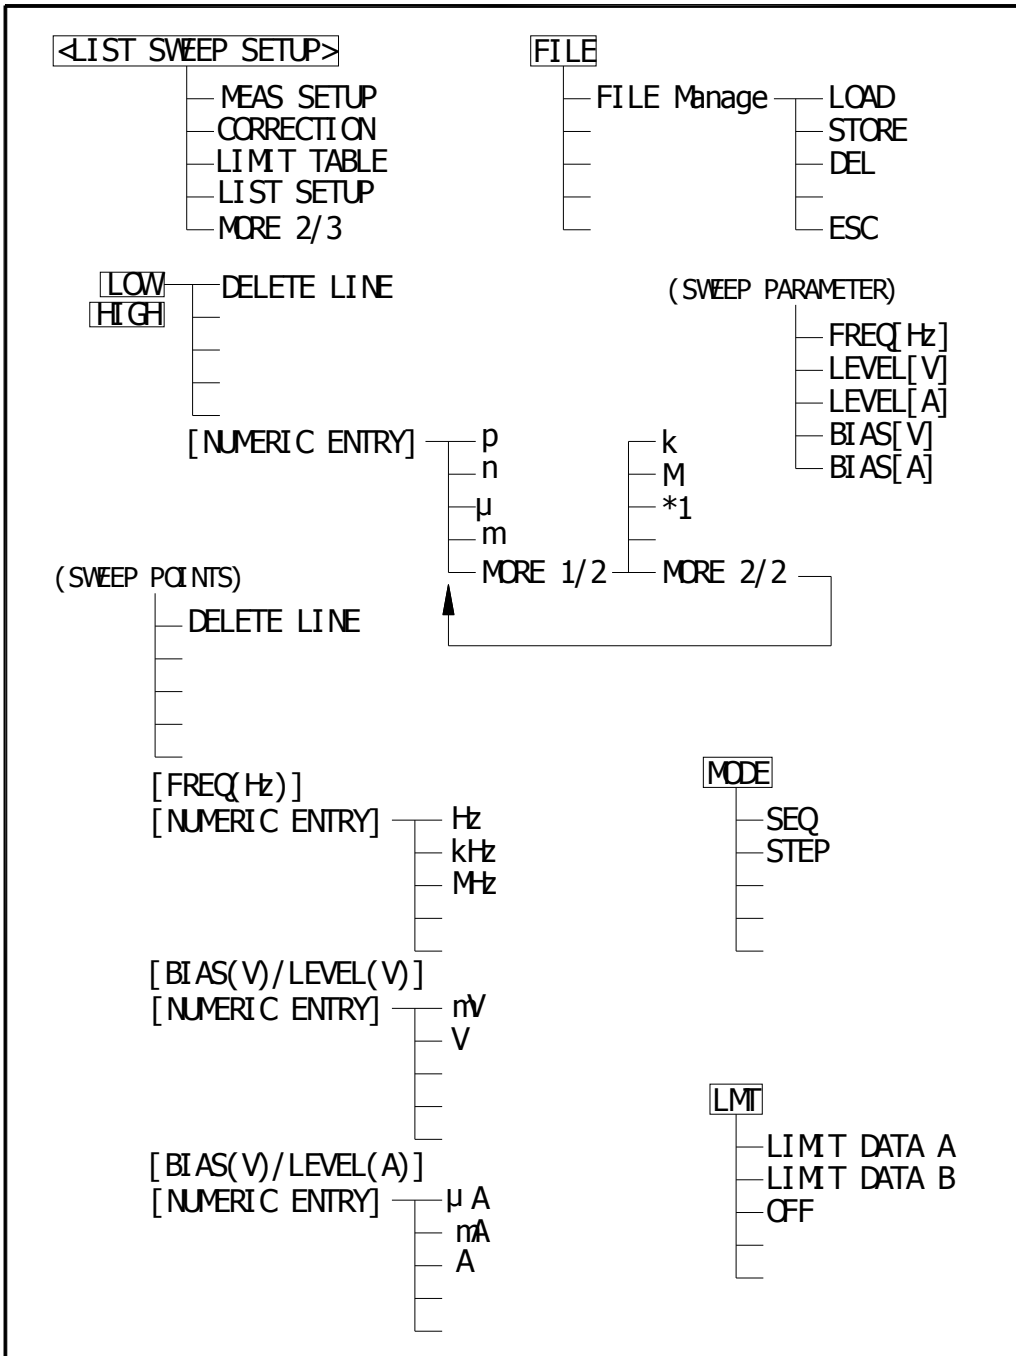 <LIST SWEEP SETUP>
MEAS SETUP
CORRECTION
LIMIT TABLE
LIST SETUP
MORE 2/3
FILE
FILE Manage
LOAD
STORE
DEL
ESC
LOW
HIGH
DELETE LINE
(SWEEP PARAMETER)
FREQ[Hz]
LEVEL[V]
LEVEL[A]
BIAS[V]
BIAS[A]
[NUMERIC ENTRY]
p
n
μ
m
MORE 1/2
k
M
*1
MORE 2/2
(SWEEP POINTS)
DELETE LINE
[FREQ(Hz)]
[NUMERIC ENTRY]
Hz
kHz
MHz
MODE
SEQ
STEP
[BIAS(V)/LEVEL(V)]
[NUMERIC ENTRY]
mV
V
[BIAS(V)/LEVEL(A)]
[NUMERIC ENTRY]
μA
mA
A
LMT
LIMIT DATA A
LIMIT DATA B
OFF